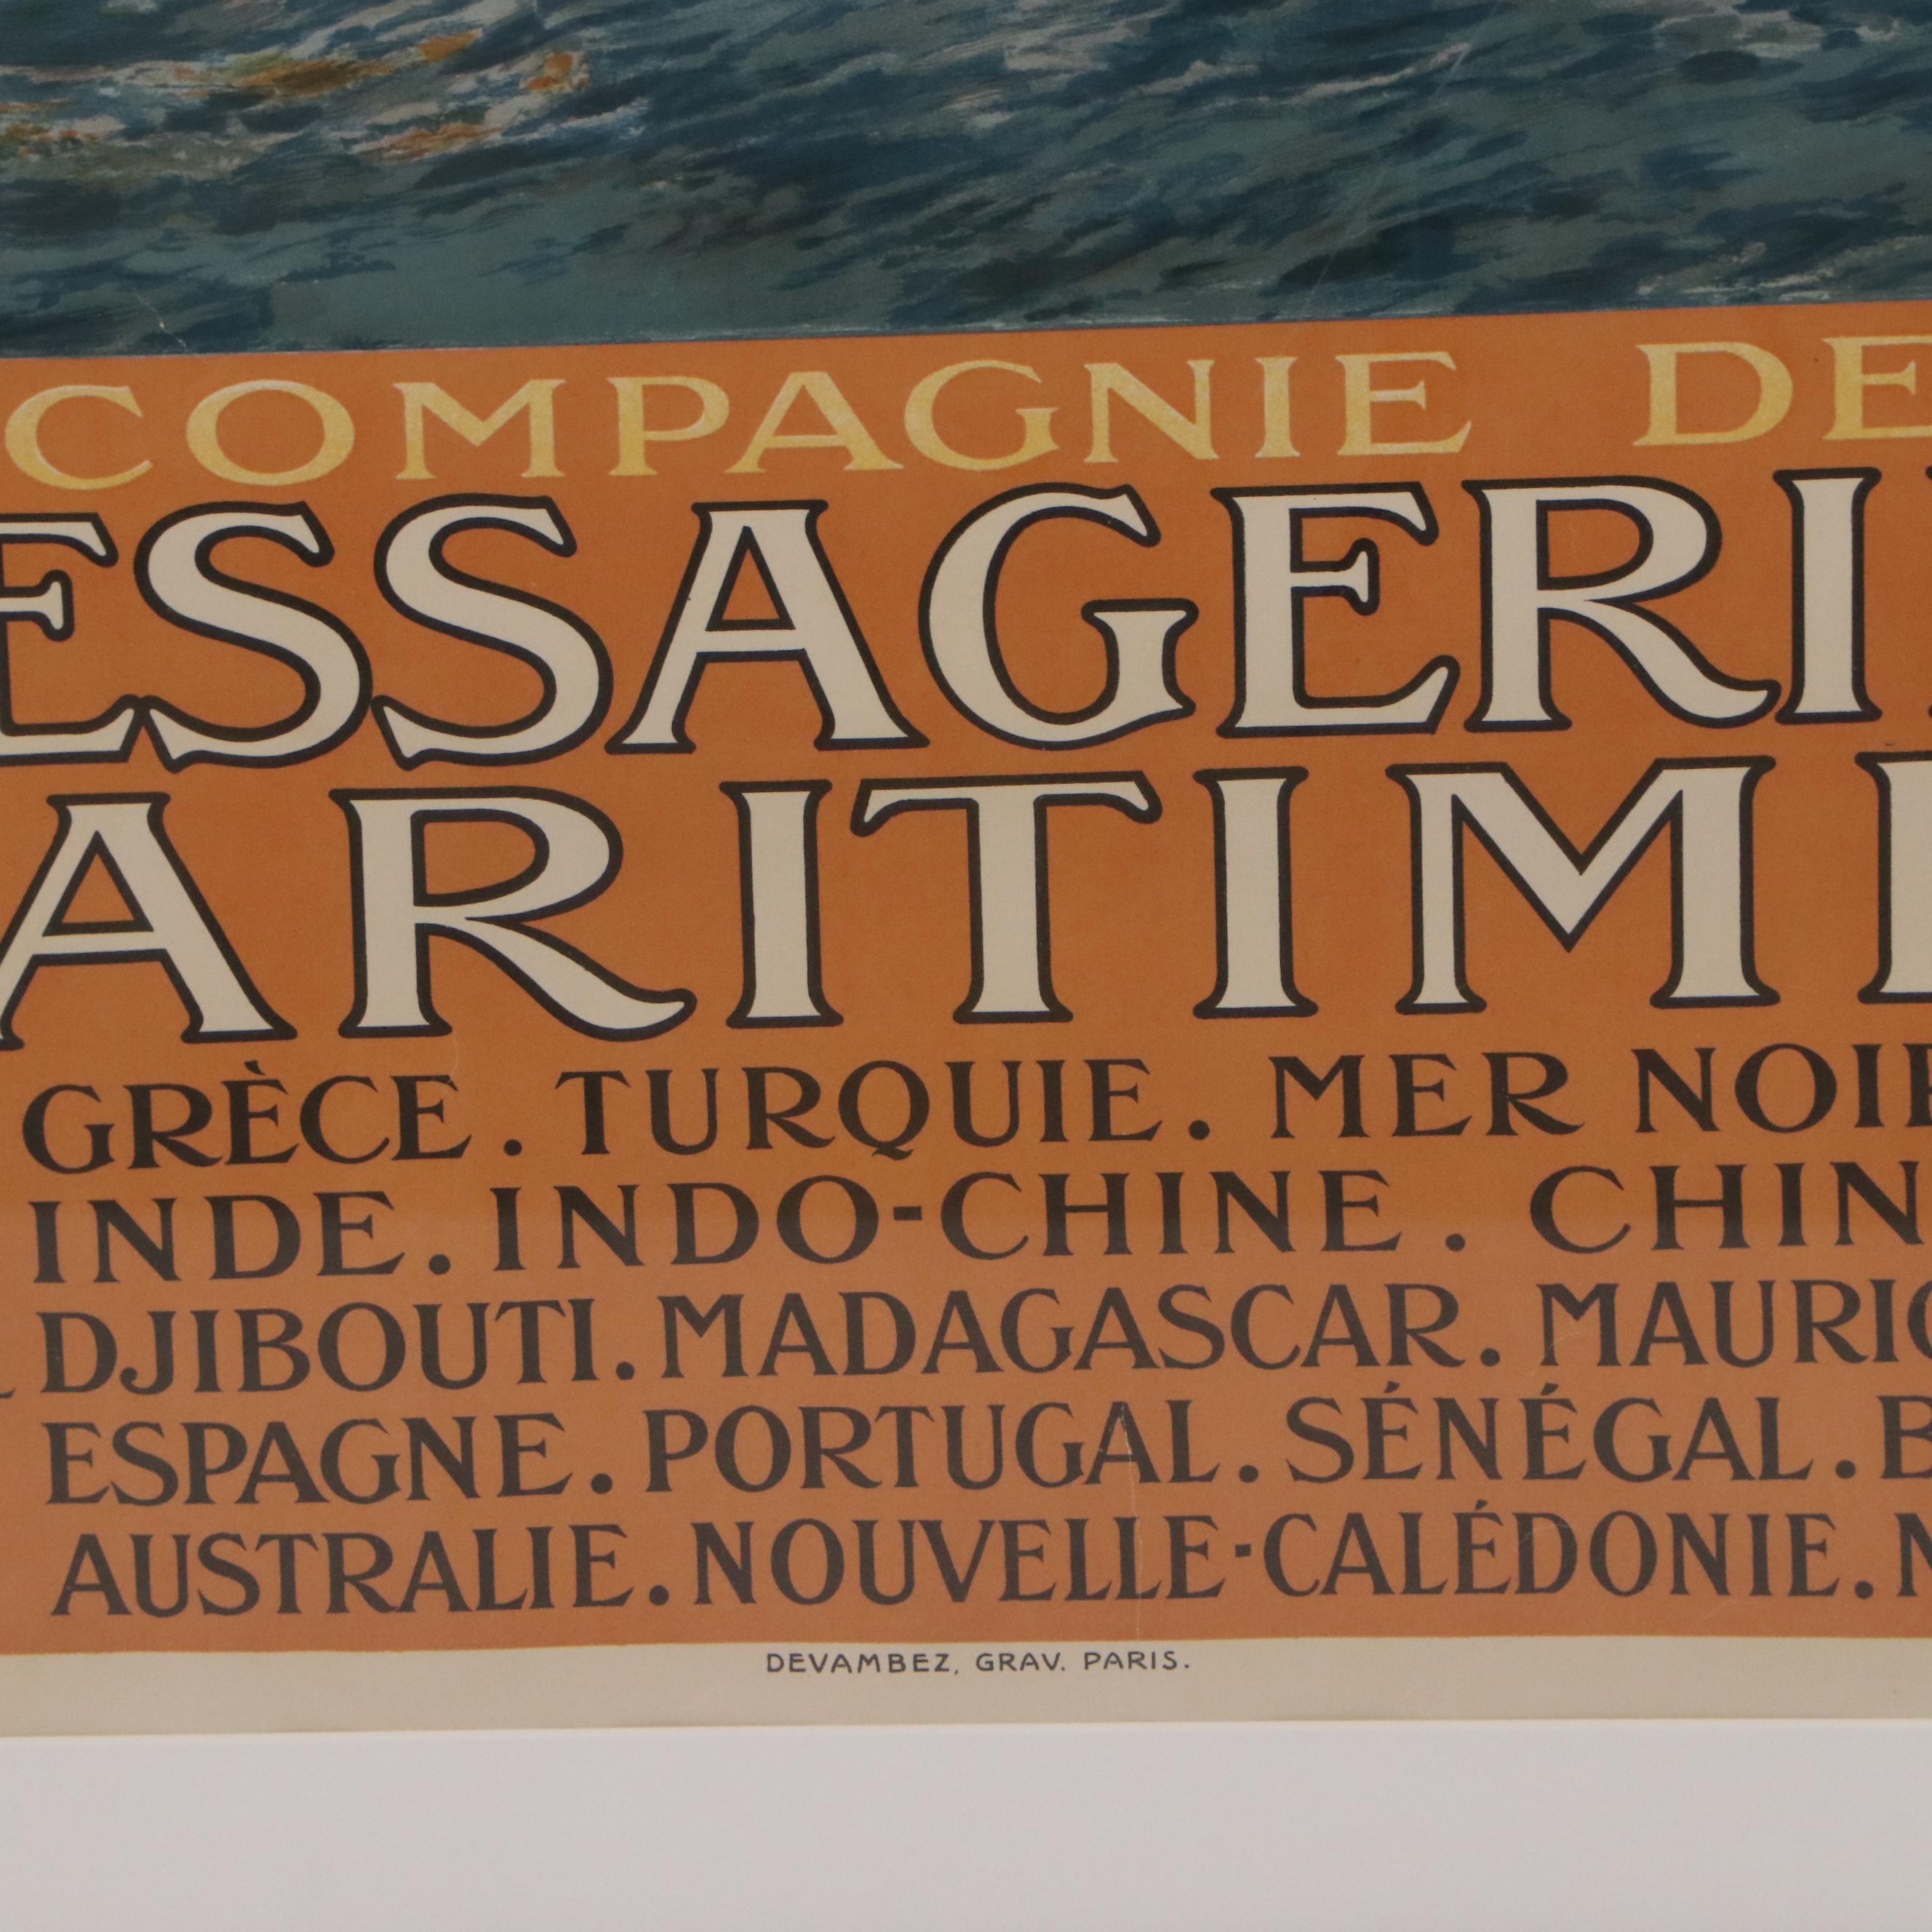 COMPAGNIE DE
ESSAGERI
ARITIM
GRÈCE. TURQUIE. MER NOI
INDE. INDO-CHINE. CHIN
DJIBOUTI. MADAGASCAR. MAURI
ESPAGNE. PORTUGAL. SÉNÉGAL. B
AUSTRALIE. NOUVELLE-CALÉDONIE.
DEVAMBEZ, GRAV. PARIS.